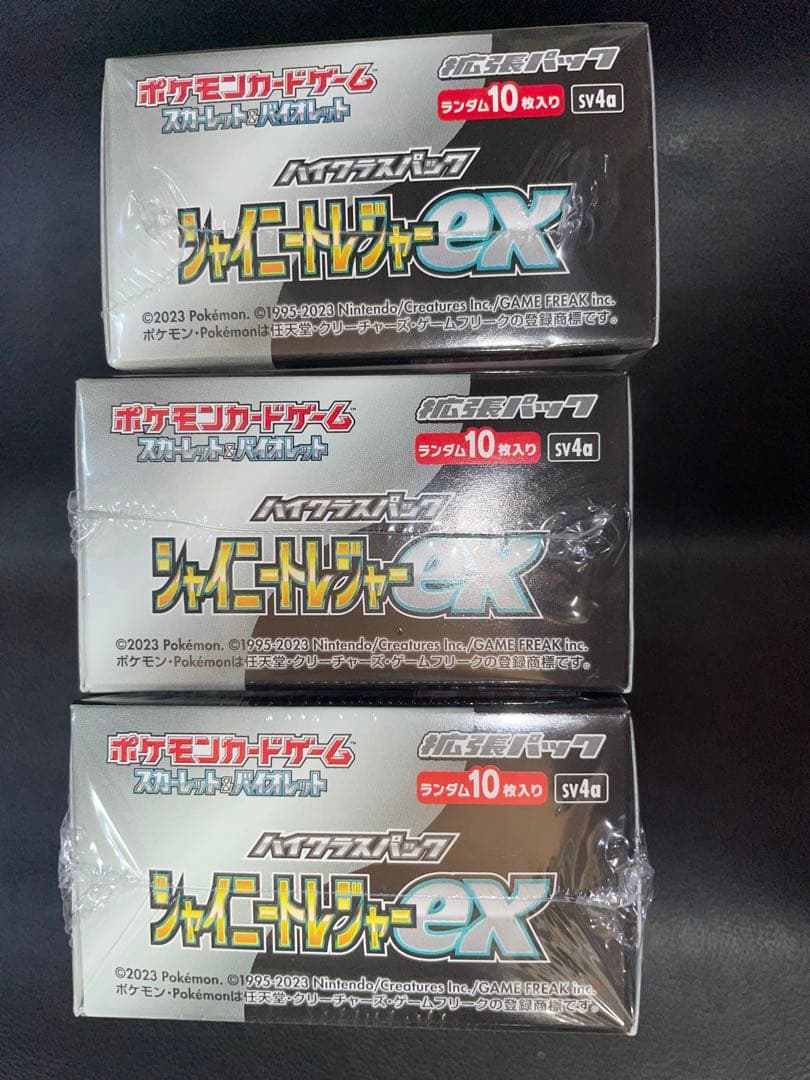 ポケモンカードゲーム
スカーレット&バイオレット
拡張パック
ランダム10枚入り sv4a
ハイクラスパック
シャイニートレジャーex
©2023 Pokémon. ©1995-2023 Nintendo/Creatures Inc./GAME FREAK inc.
ポケモン・Pokémonは任天堂・クリーチャーズ・ゲームフリークの登録商標です。
ポケモンカードゲーム
スカーレット&バイオレット
拡張パック
ランダム10枚入り sv4a
ハイクラスパック
シャイニートレジャーex
©2023 Pokémon. ©1995-2023 Nintendo/Creatures Inc./GAME FREAK inc.
ポケモン・Pokémonは任天堂・クリーチャーズ・ゲームフリークの登録商標です。
ポケモンカードゲーム
スカーレット&バイオレット
拡張パック
ランダム10枚入り sv4a
ハイクラスパック
シャイニートレジャーex
©2023 Pokémon. ©1995-2023 Nintendo/Creatures Inc./GAME FREAK inc.
ポケモン・Pokémonは任天堂・クリーチャーズ・ゲームフリークの登録商標です。